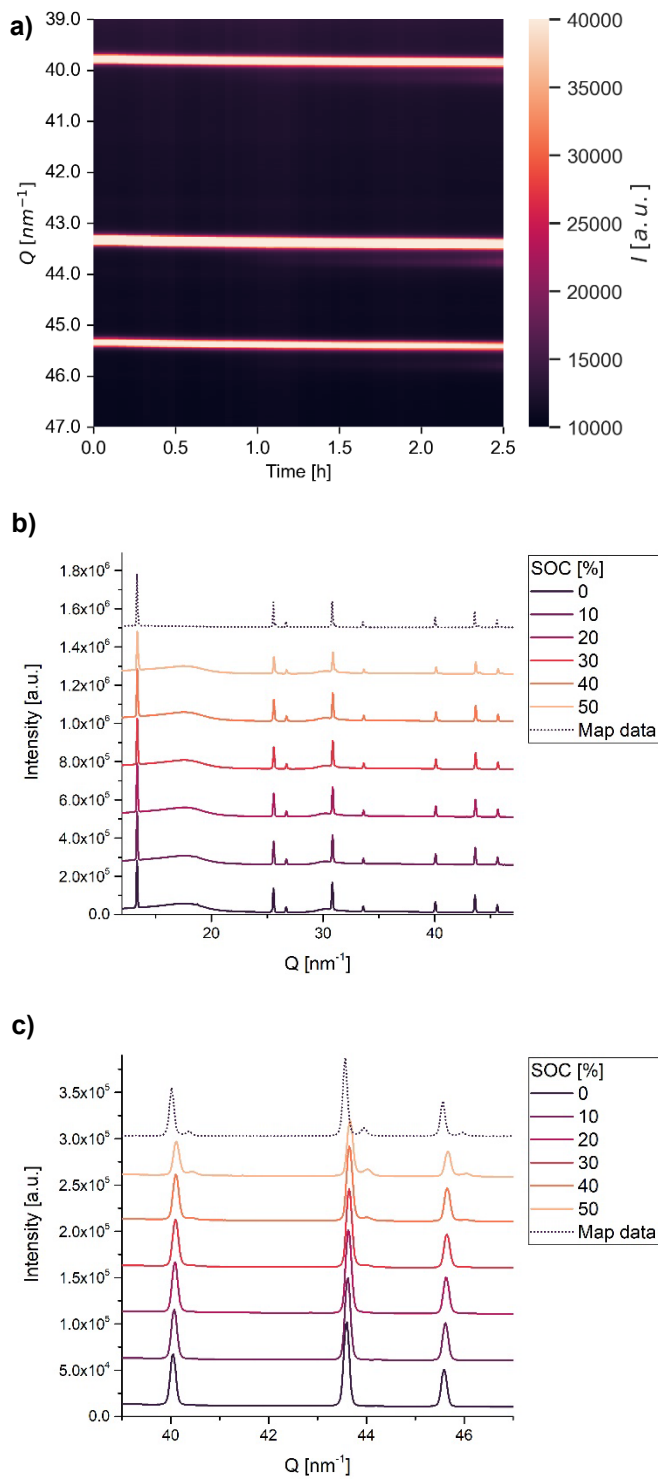 a)
39.0
40.0
41.0
42.0
43.0
44.0
45.0
46.0
47.0
Q [nm⁻¹]
0.0 0.5 1.0 1.5 2.0 2.5
Time [h]
40000
35000
30000
25000
20000
15000
10000
I [a.u.]
b)
1.8x10⁶
1.6x10⁶
1.4x10⁶
1.2x10⁶
1.0x10⁶
8.0x10⁵
6.0x10⁵
4.0x10⁵
2.0x10⁵
0.0
Intensity [a.u.]
20 30 40
Q [nm⁻¹]
SOC [%]
0
10
20
30
40
50
Map data
c)
3.5x10⁵
3.0x10⁵
2.5x10⁵
2.0x10⁵
1.5x10⁵
1.0x10⁵
5.0x10⁴
0.0
Intensity [a.u.]
40 42 44 46
Q [nm⁻¹]
SOC [%]
0
10
20
30
40
50
Map data